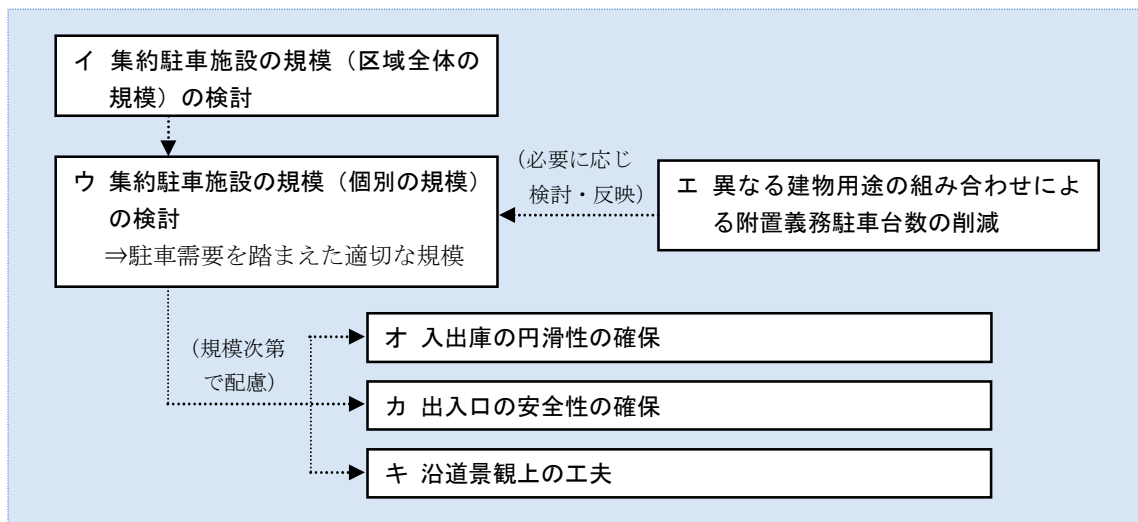 イ 集約駐車施設の規模（区域全体の
規模）の検討
ウ 集約駐車施設の規模（個別の規模）
の検討
⇒駐車需要を踏まえた適切な規模
（必要に応じ
検討・反映）
エ 異なる建物用途の組み合わせによ
る附置義務駐車台数の削減
（規模次第
で配慮）
オ 入出庫の円滑性の確保
カ 出入口の安全性の確保
キ 沿道景観上の工夫